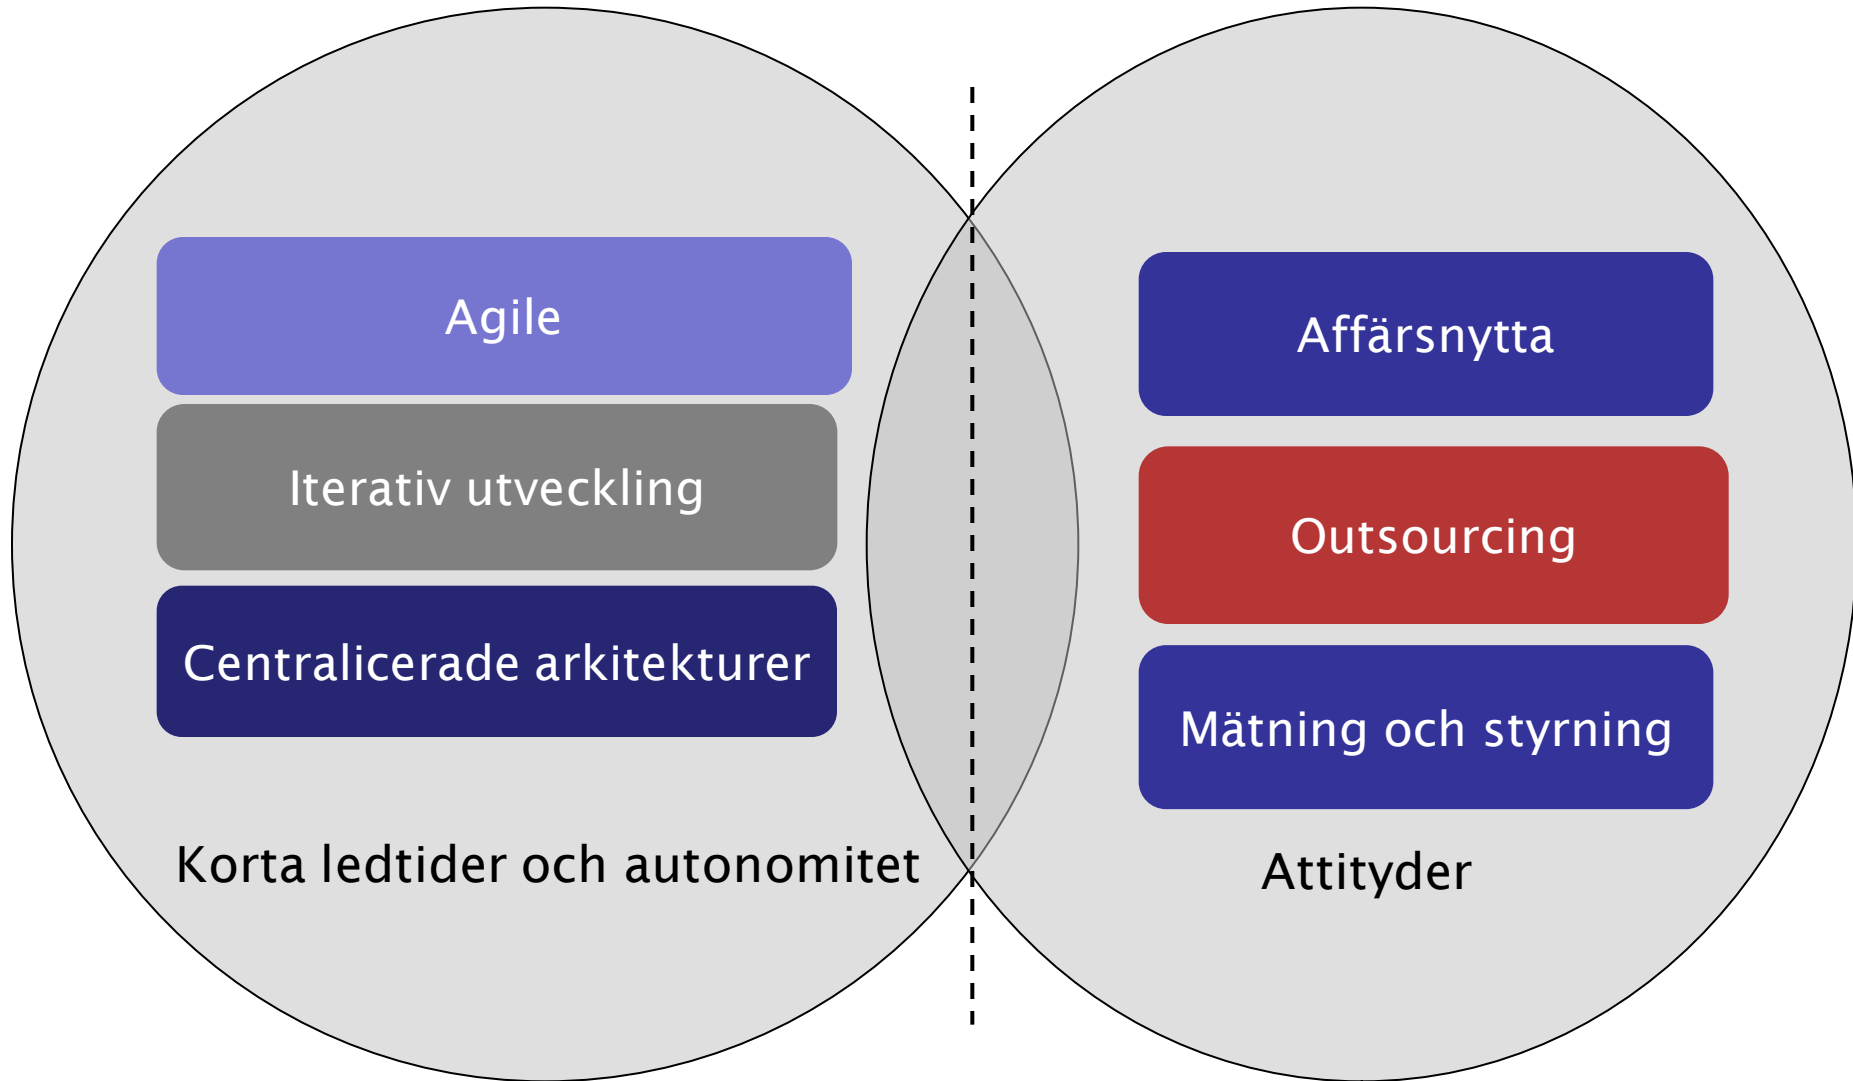 Agile
Iterativ utveckling
Centralicerade arkitekturer
Korta ledtider och autonomitet
Affärsnytta
Outsourcing
Mätning och styrning
Attityder